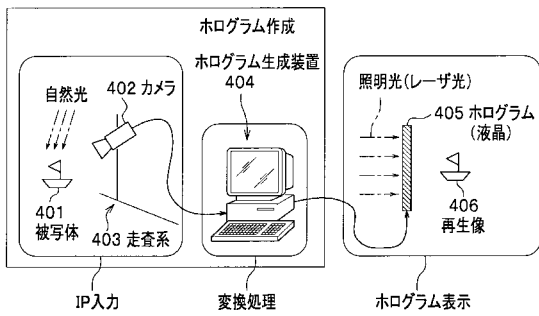 ホログラム作成
ホログラム生成装置
404
402 カメラ
自然光
401
被写体
403 走査系
照明光(レーザ光)
405 ホログラム
(液晶)
406
再生像
IP入力
変換処理
ホログラム表示